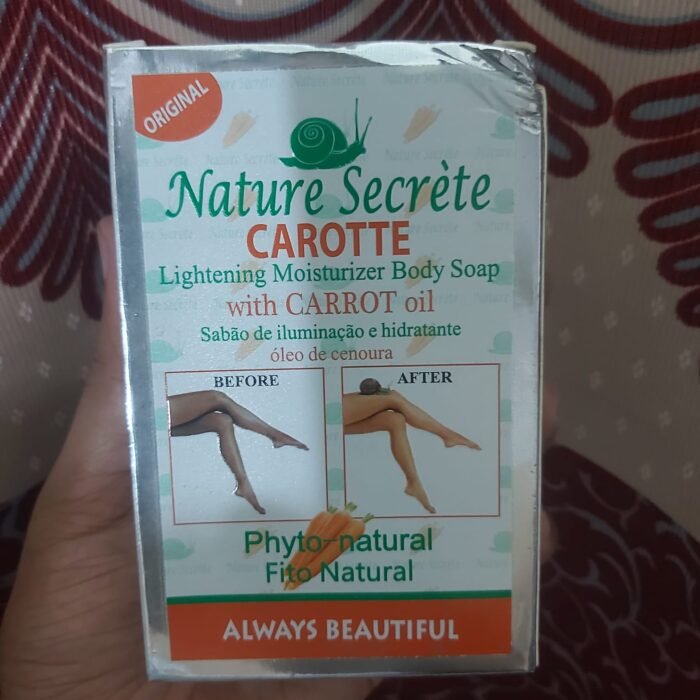 ORIGINAL
Nature Secrète
CAROTTE
Lightening Moisturizer Body Soap
with CARROT oil
Sabão de iluminação e hidratante
óleo de cenoura
BEFORE
AFTER
Phyto-natural
Fito Natural
ALWAYS BEAUTIFUL